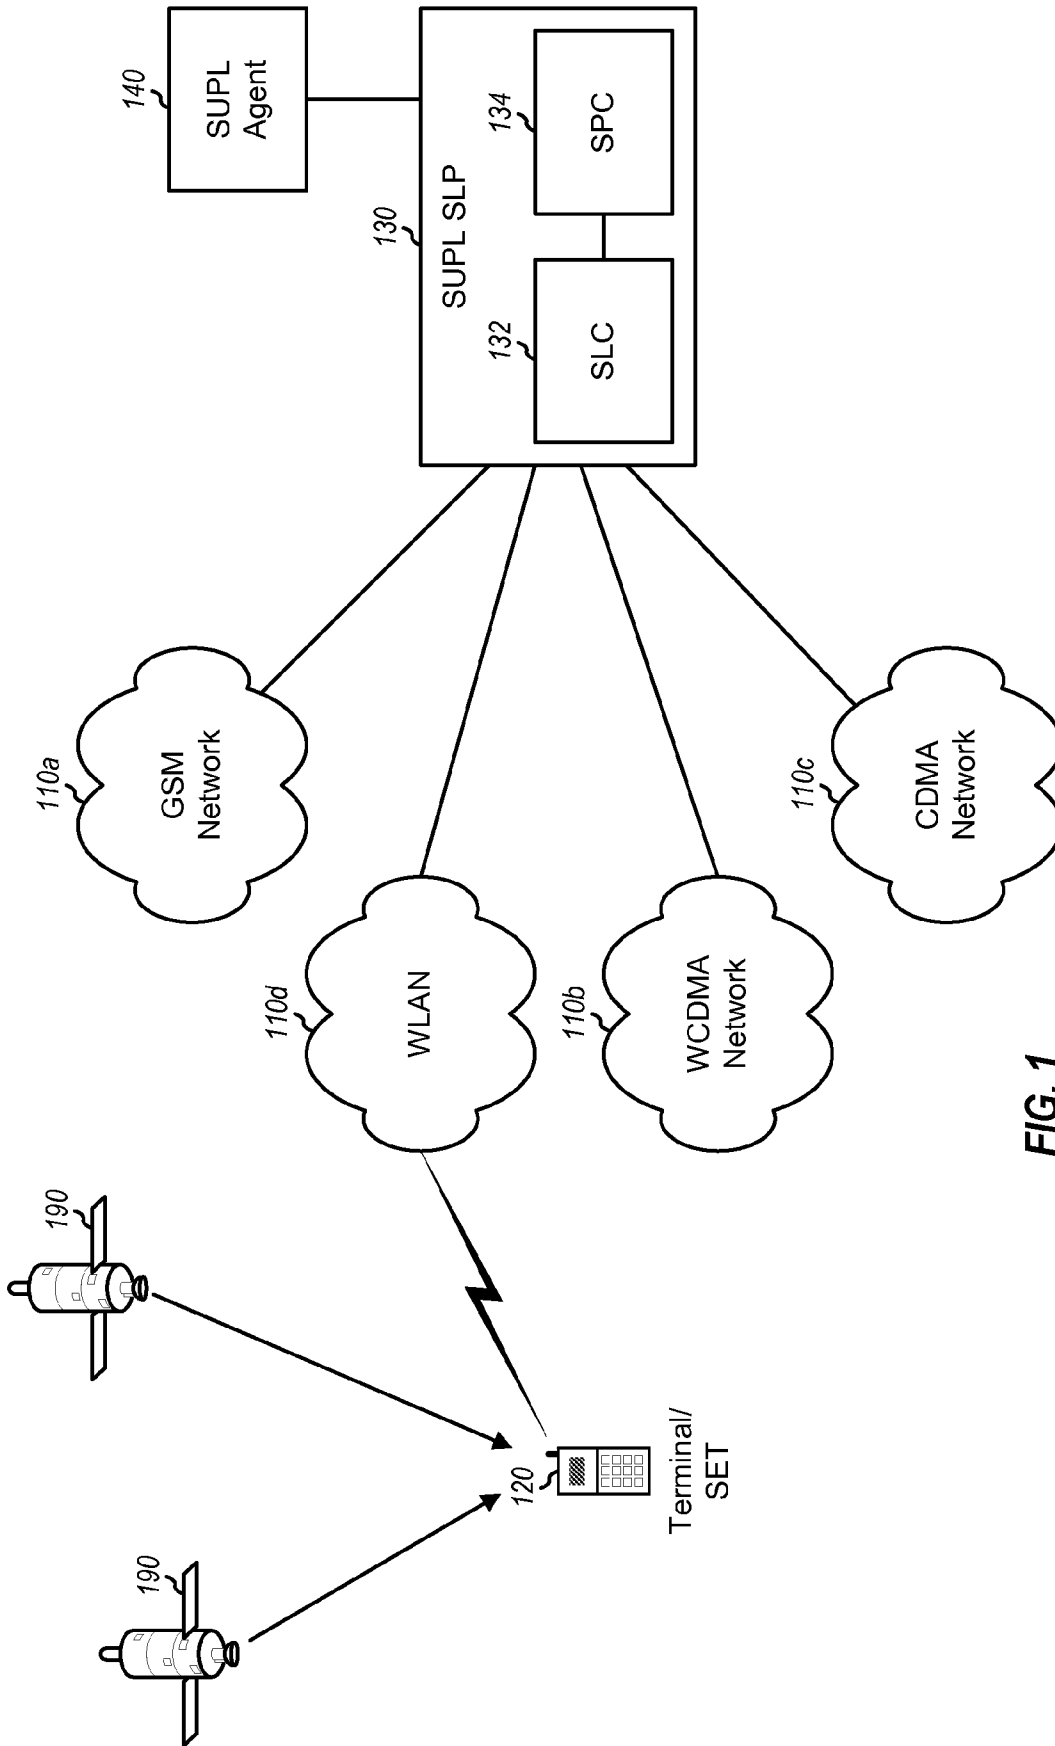 190
190
120
Terminal/
SET
110a
GSM
Network
110d
WLAN
110b
WCDMA
Network
110c
CDMA
Network
140
SUPL
Agent
130
SUPL SLP
132
SLC
134
SPC
FIG. 1